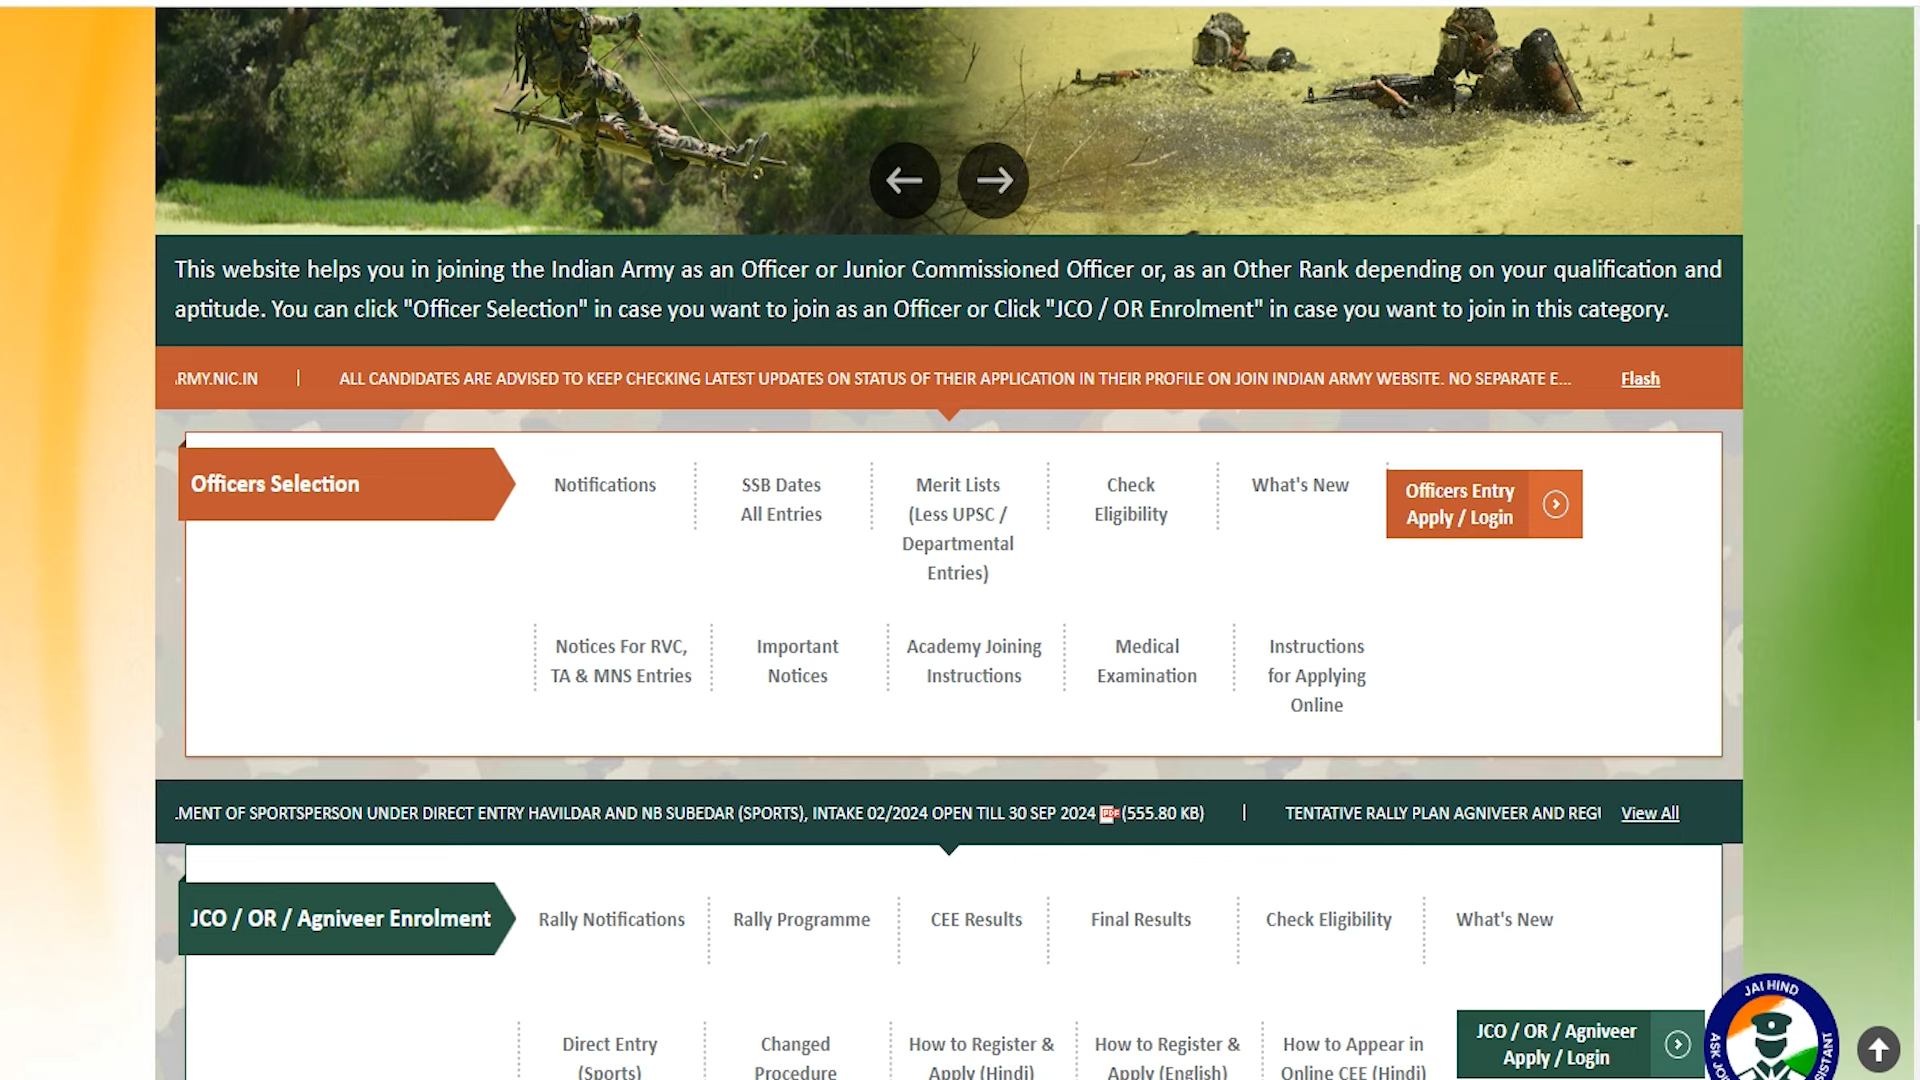 This website helps you in joining the Indian Army as an Officer or Junior Commissioned Officer or, as an Other Rank depending on your qualification and
aptitude. You can click "Officer Selection" in case you want to join as an Officer or Click "JCO / OR Enrolment" in case you want to join in this category.
RMY.NIC.IN | ALL CANDIDATES ARE ADVISED TO KEEP CHECKING LATEST UPDATES ON STATUS OF THEIR APPLICATION IN THEIR PROFILE ON JOIN INDIAN ARMY WEBSITE. NO SEPARATE E... Flash
Officers Selection
Notifications
SSB Dates
All Entries
Merit Lists
(Less UPSC /
Departmental
Entries)
Check
Eligibility
What's New
Officers Entry
Apply / Login
Notices For RVC,
TA & MNS Entries
Important
Notices
Academy Joining
Instructions
Medical
Examination
Instructions
for Applying
Online
.MENT OF SPORTSPERSON UNDER DIRECT ENTRY HAVILDAR AND NB SUBEDAR (SPORTS), INTAKE 02/2024 OPEN TILL 30 SEP 2024 PDF (555.80 KB) | TENTATIVE RALLY PLAN AGNIVEER AND REGU View All
JCO / OR / Agniveer Enrolment
Rally Notifications
Rally Programme
CEE Results
Final Results
Check Eligibility
What's New
Direct Entry
(Sports)
Changed
Procedure
How to Register &
Apply (Hindi)
How to Register &
Apply (English)
How to Appear in
Online CEE (Hindi)
JCO / OR / Agniveer
Apply / Login
JAI HIND
ASK JO
SISTANT